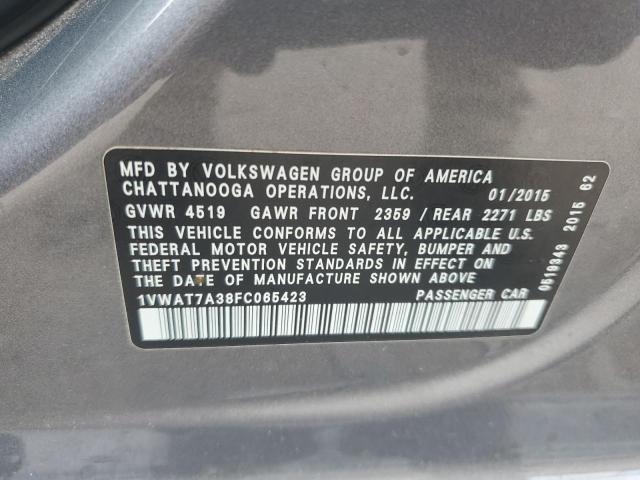 MFD BY VOLKSWAGEN GROUP OF AMERICA
CHATTANOOGA OPERATIONS, LLC. 01/2015
GVWR 4519 GAWR FRONT 2359 / REAR 2271 LBS
THIS VEHICLE CONFORMS TO ALL APPLICABLE U.S.
FEDERAL MOTOR VEHICLE SAFETY, BUMPER AND
THEFT PREVENTION STANDARDS IN EFFECT ON
THE DATE OF MANUFACTURE SHOWN ABOVE
1VWAT7A38FC065423 PASSENGER CAR
0519343 2015 62